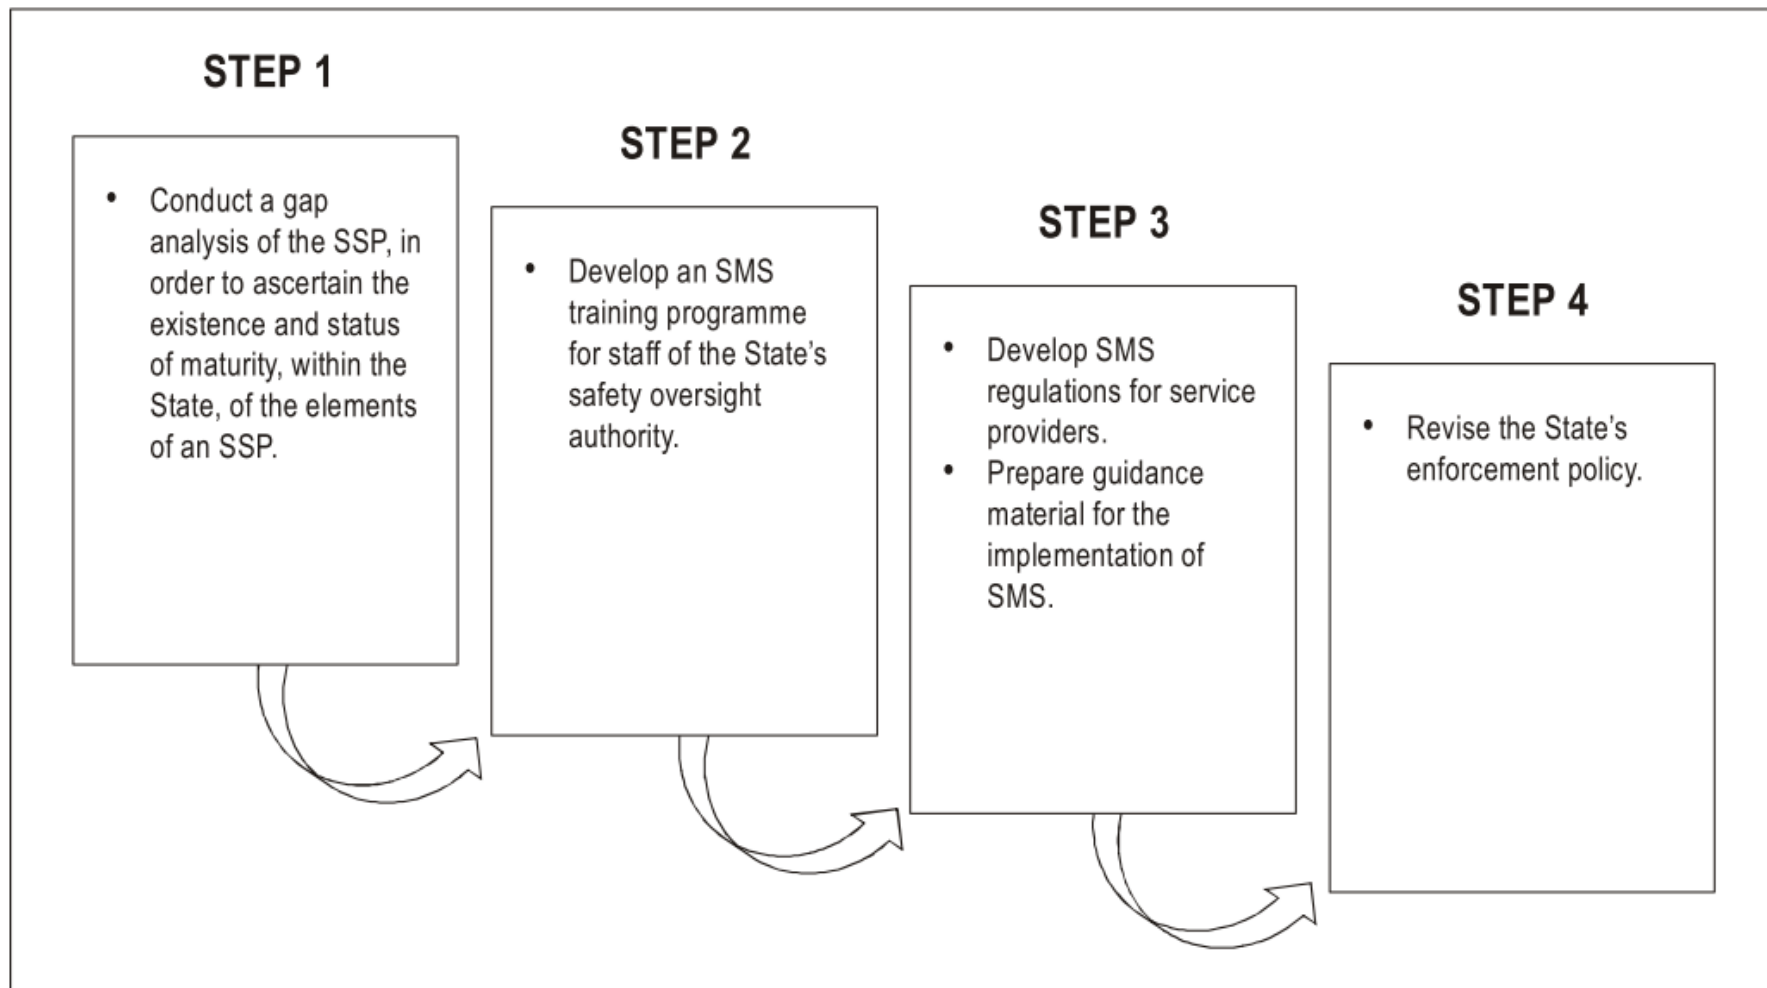 STEP 1
• Conduct a gap
analysis of the SSP, in
order to ascertain the
existence and status
of maturity, within the
State, of the elements
of an SSP.
STEP 2
• Develop an SMS
training programme
for staff of the State’s
safety oversight
authority.
STEP 3
• Develop SMS
regulations for service
providers.
• Prepare guidance
material for the
implementation of
SMS.
STEP 4
• Revise the State’s
enforcement policy.